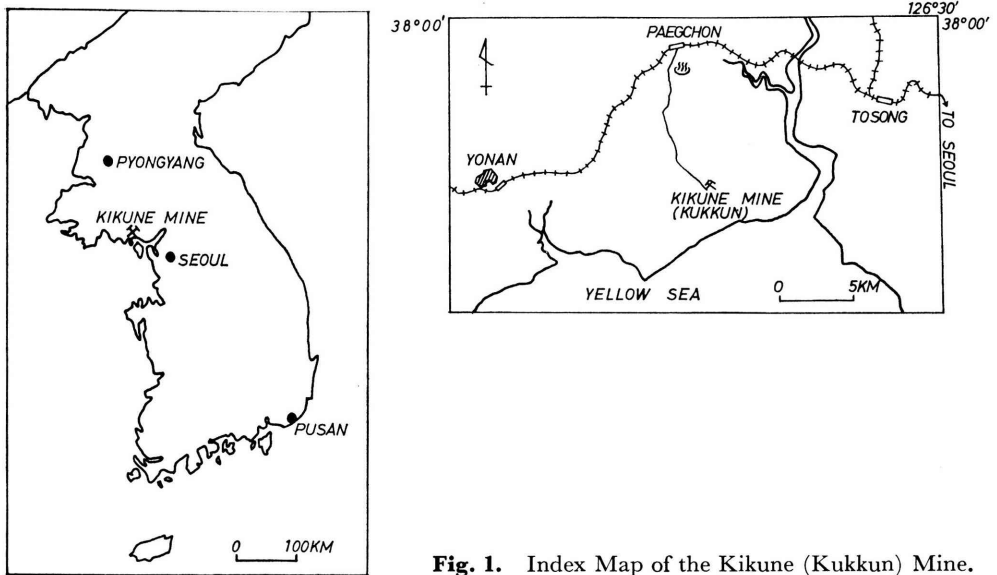 PYONGYANG
KIKUNE MINE
SEOUL
PUSAN
0 100KM
126°30′
38°00′ 38°00′
PAEGCHON
TOSONG
TO SEOUL
YONAN
KIKUNE MINE
(KUKKUN)
YELLOW SEA
0 5KM
Fig. 1. Index Map of the Kikune (Kukkun) Mine.